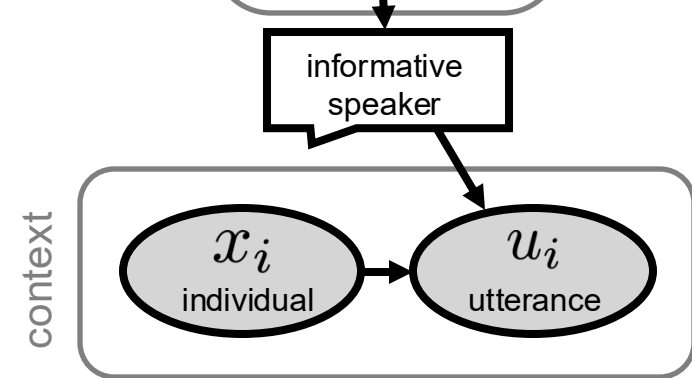 informative
speaker
context
x_i
individual
u_i
utterance